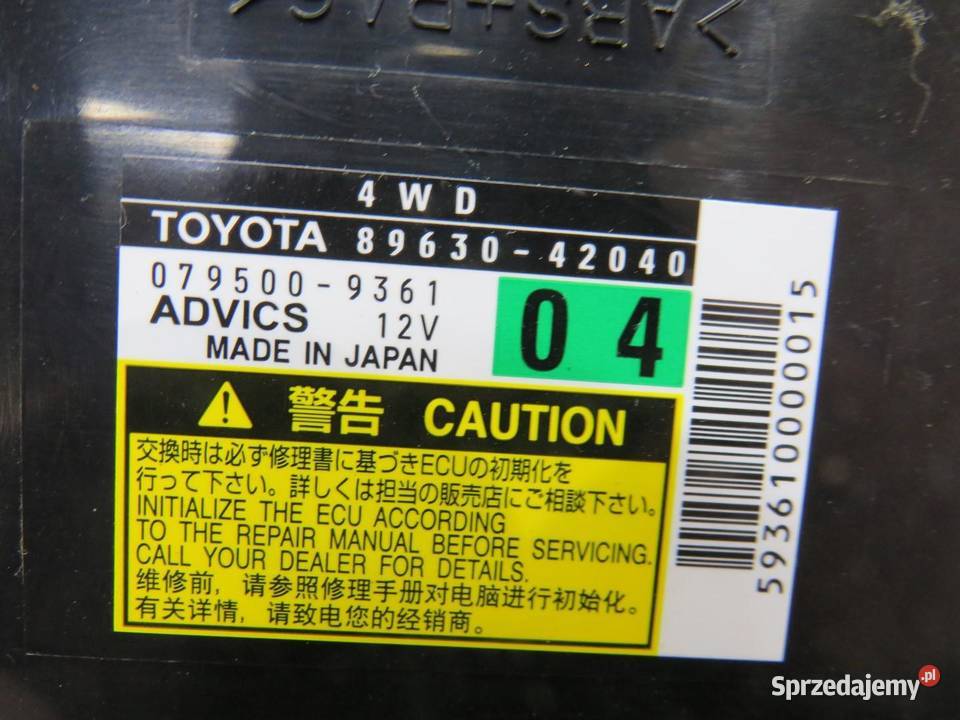 >ABS+PA6<
4WD
TOYOTA 89630-42040
079500-9361
ADVICS 12V
MADE IN JAPAN
04
593610000015
警告 CAUTION
交換時は必ず修理書に基づきECUの初期化を
行って下さい。詳しくは担当の販売店にご相談下さい。
INITIALIZE THE ECU ACCORDING
TO THE REPAIR MANUAL BEFORE SERVICING.
CALL YOUR DEALER FOR DETAILS.
维修前，请参照修理手册对电脑进行初始化。
有关详情，请致电您的经销商。
Sprzedajemy.pl